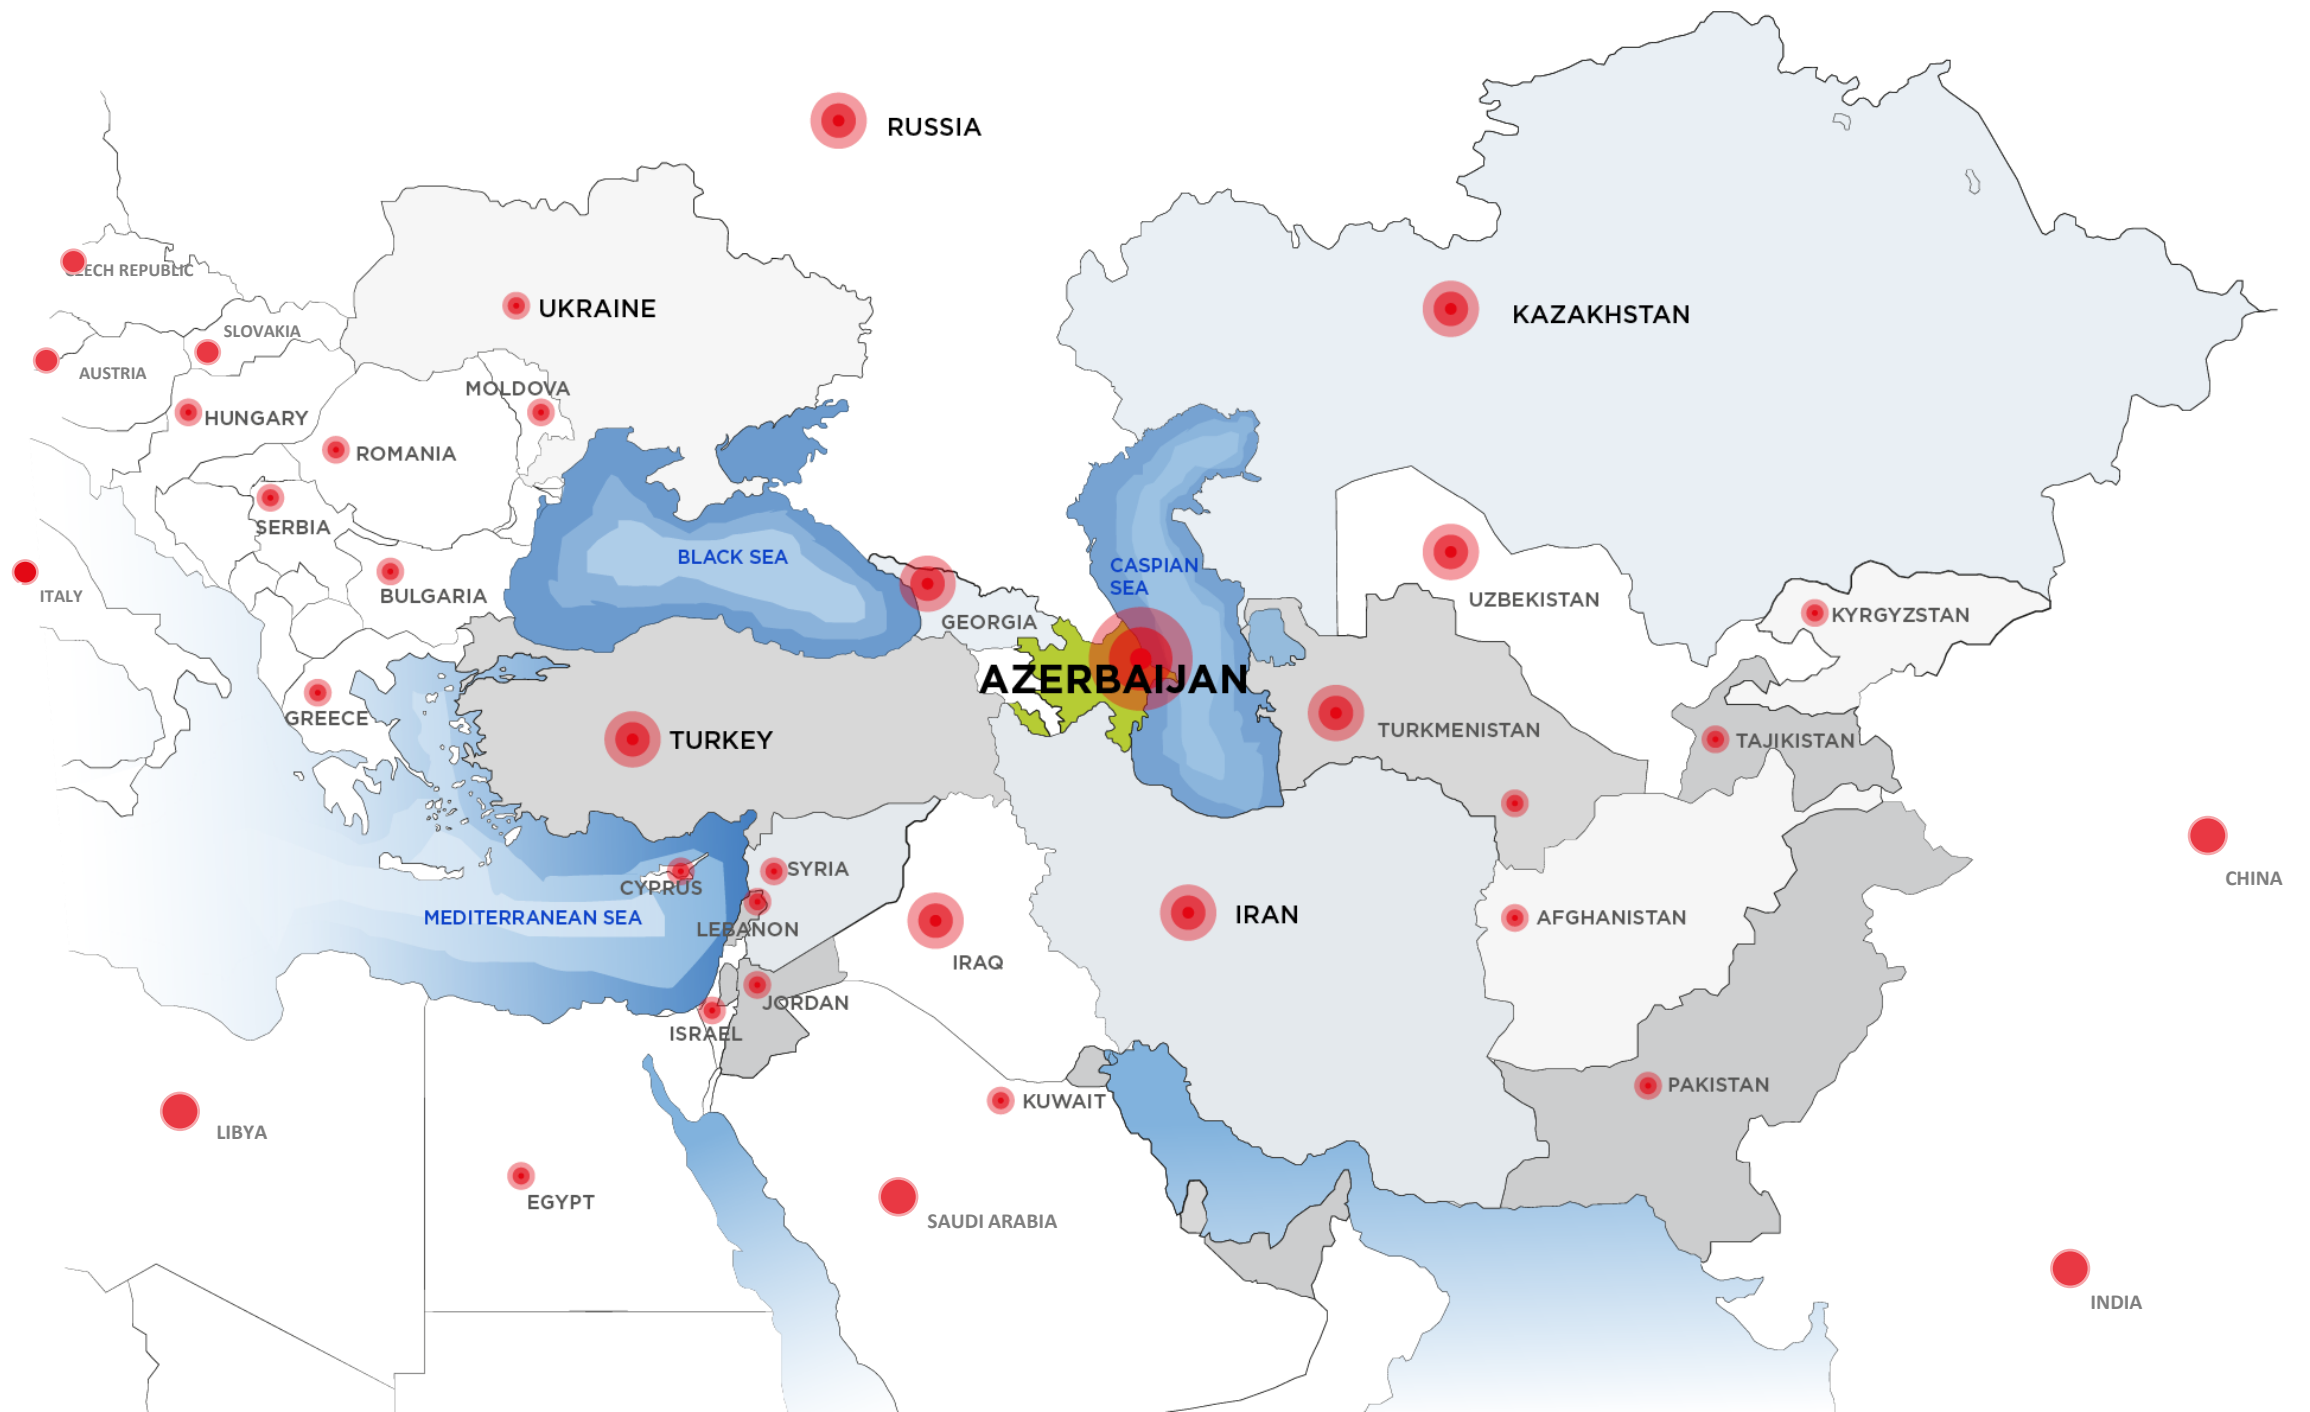 RUSSIA
CZECH REPUBLIC
UKRAINE
KAZAKHSTAN
SLOVAKIA
AUSTRIA
MOLDOVA
HUNGARY
ROMANIA
SERBIA
BLACK SEA
CASPIAN
SEA
ITALY
BULGARIA
UZBEKISTAN
GEORGIA
KYRGYZSTAN
AZERBAIJAN
GREECE
TURKEY
TURKMENISTAN
TAJIKISTAN
SYRIA
CYPRUS
CHINA
MEDITERRANEAN SEA
LEBANON
IRAN
AFGHANISTAN
IRAQ
JORDAN
ISRAEL
PAKISTAN
KUWAIT
LIBYA
EGYPT
SAUDI ARABIA
INDIA